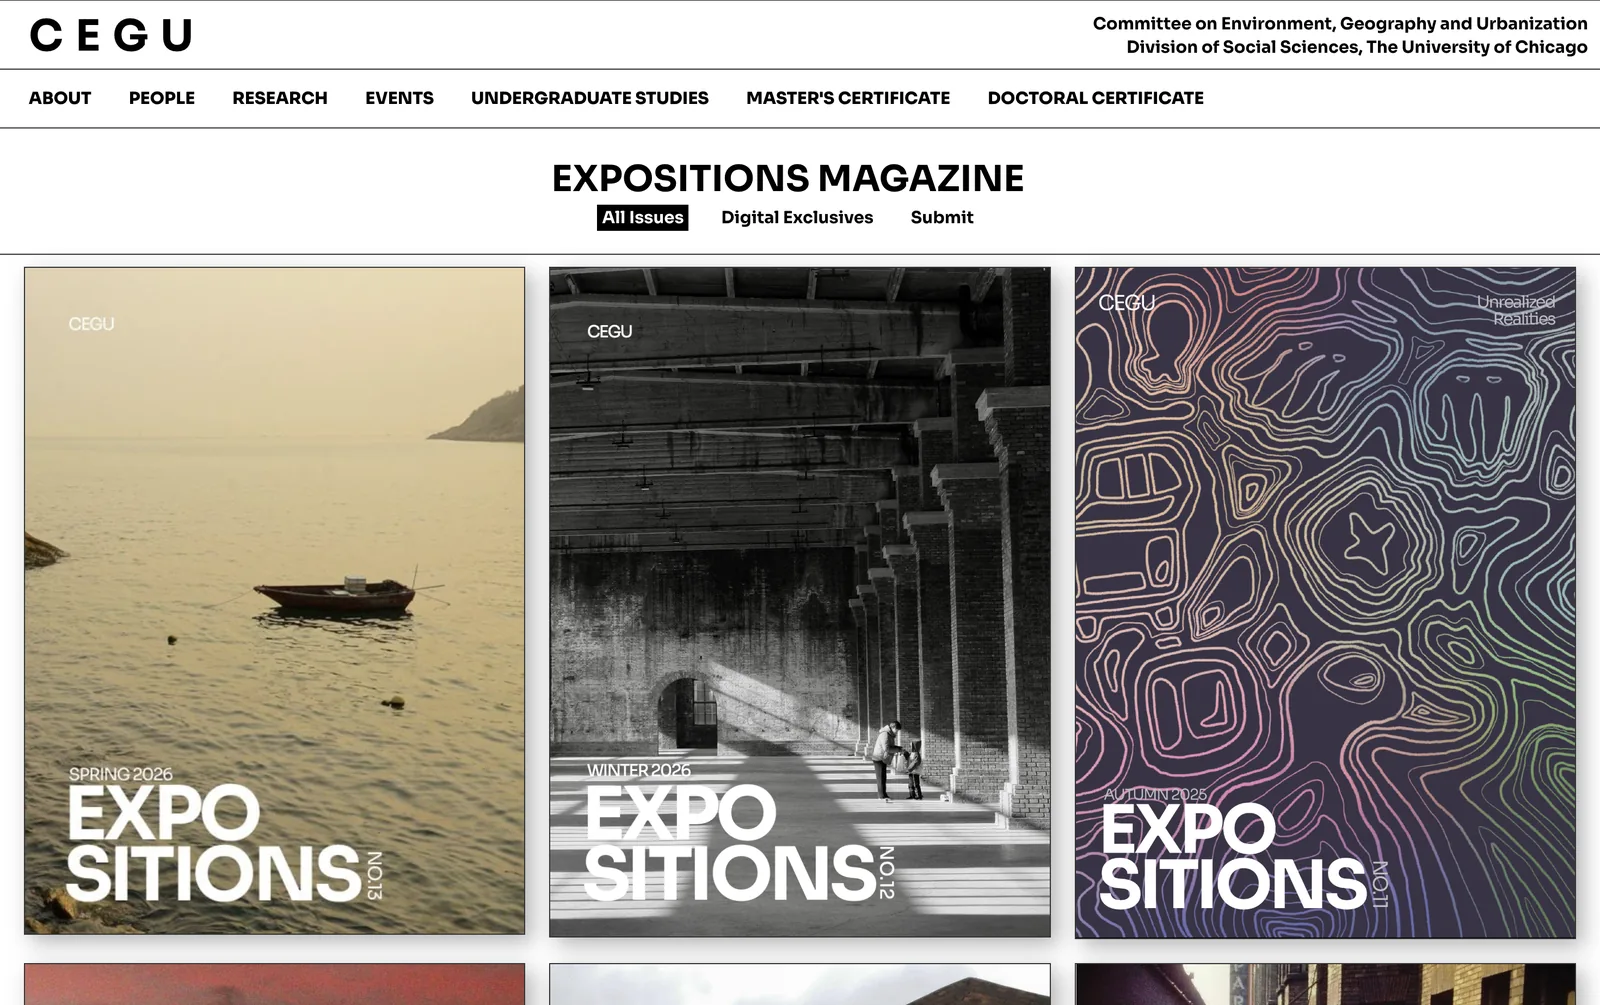 CEGU
Committee on Environment, Geography and Urbanization
Division of Social Sciences, The University of Chicago
ABOUT PEOPLE RESEARCH EVENTS UNDERGRADUATE STUDIES MASTER'S CERTIFICATE DOCTORAL CERTIFICATE
EXPOSITIONS MAGAZINE
All Issues Digital Exclusives Submit
CEGU
SPRING 2026
EXPO
SITIONS
NO.13
CEGU
WINTER 2026
EXPO
SITIONS
NO.12
CEGU
Unrealized
Realities
AUTUMN 2025
EXPO
SITIONS
NO.11